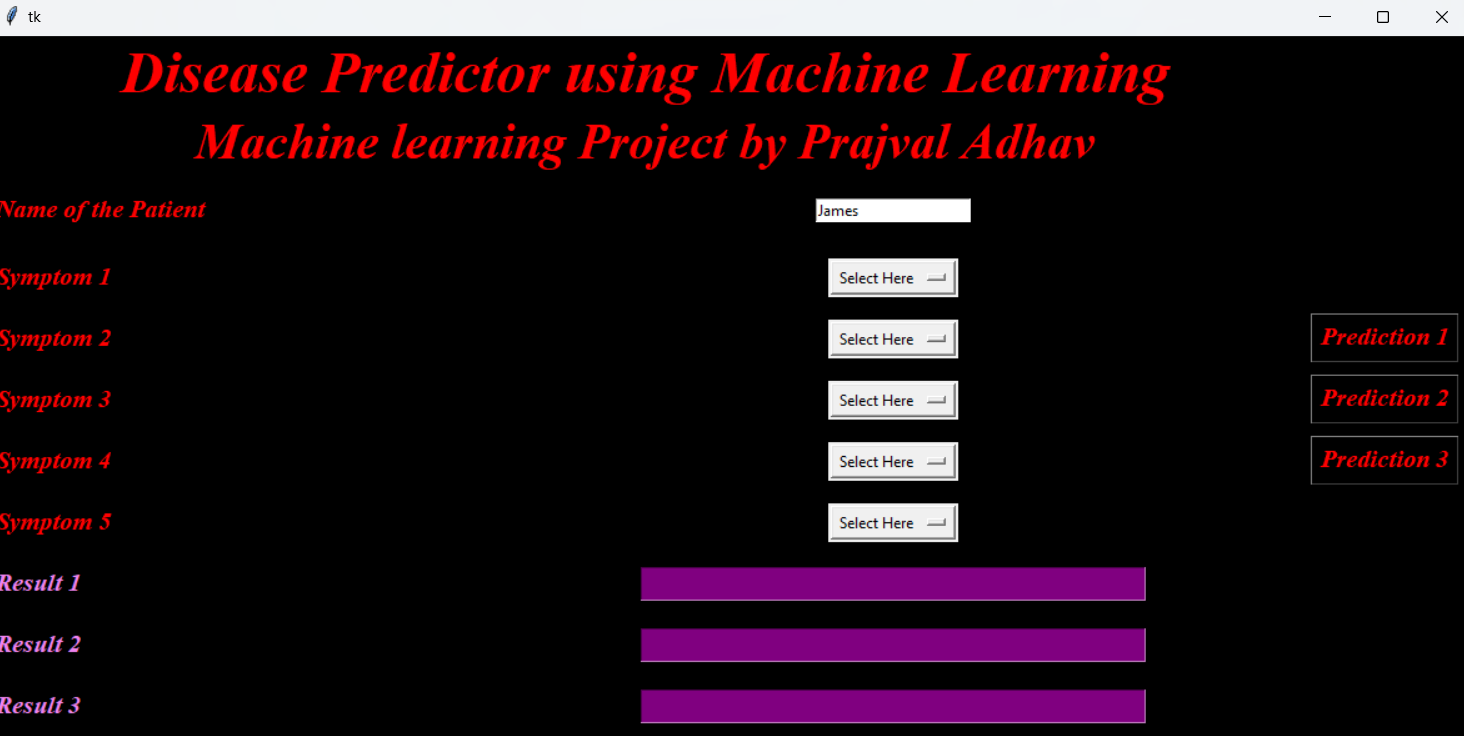 tk
Disease Predictor using Machine Learning
Machine learning Project by Prajval Adhav
Name of the Patient James
Symptom 1 Select Here
Symptom 2 Select Here Prediction 1
Symptom 3 Select Here Prediction 2
Symptom 4 Select Here Prediction 3
Symptom 5 Select Here
Result 1
Result 2
Result 3